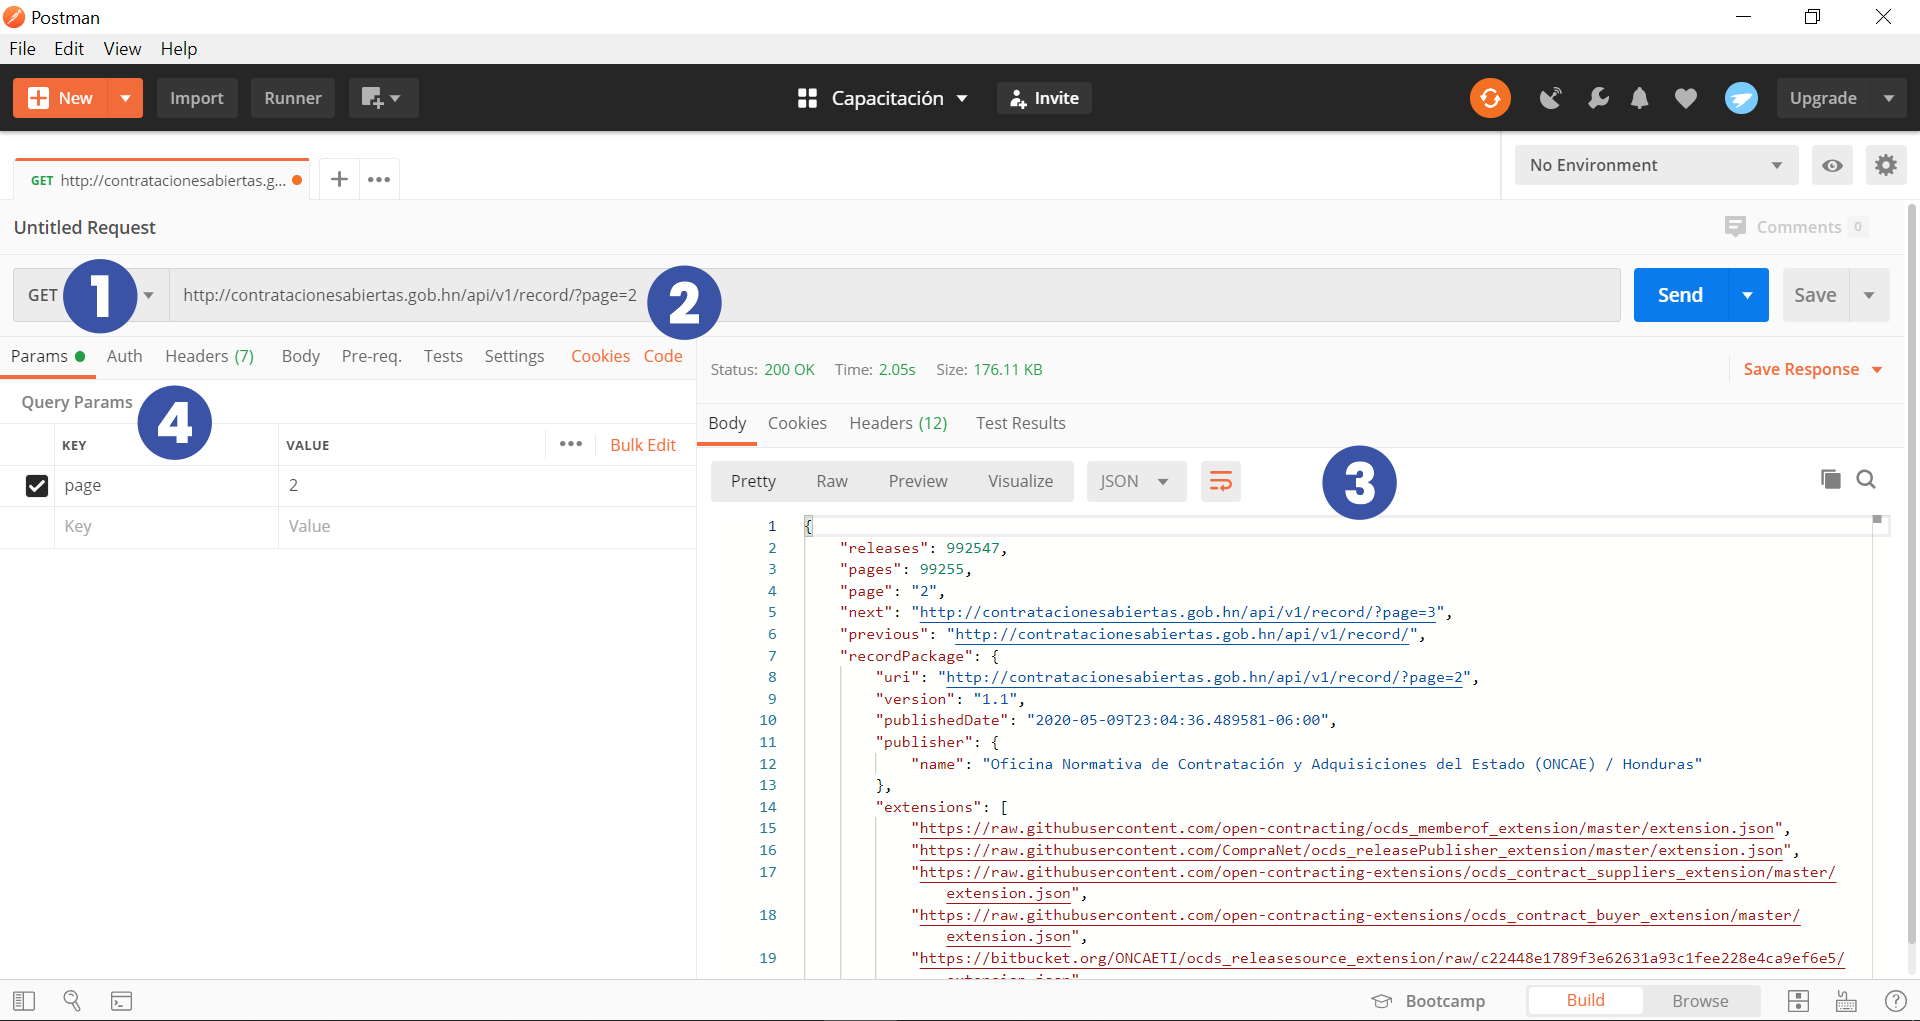 Postman
File Edit View Help
New Import Runner Capacitación Invite Upgrade
GET http://contratacionesabiertas.g... No Environment
Untitled Request Comments 0
GET 1 http://contratacionesabiertas.gob.hn/api/v1/record/?page=2 2 Send Save
Params Auth Headers (7) Body Pre-req. Tests Settings Cookies Code
Query Params 4
KEY VALUE Bulk Edit
page 2
Key Value
Status: 200 OK Time: 2.05s Size: 176.11 KB Save Response
Body Cookies Headers (12) Test Results
Pretty Raw Preview Visualize JSON 3
1 {
2 "releases": 992547,
3 "pages": 99255,
4 "page": "2",
5 "next": "http://contratacionesabiertas.gob.hn/api/v1/record/?page=3",
6 "previous": "http://contratacionesabiertas.gob.hn/api/v1/record/",
7 "recordPackage": {
8 "uri": "http://contratacionesabiertas.gob.hn/api/v1/record/?page=2",
9 "version": "1.1",
10 "publishedDate": "2020-05-09T23:04:36.489581-06:00",
11 "publisher": {
12 "name": "Oficina Normativa de Contratación y Adquisiciones del Estado (ONCAE) / Honduras"
13 },
14 "extensions": [
15 "https://raw.githubusercontent.com/open-contracting/ocds_memberof_extension/master/extension.json",
16 "https://raw.githubusercontent.com/CompraNet/ocds_releasePublisher_extension/master/extension.json",
17 "https://raw.githubusercontent.com/open-contracting-extensions/ocds_contract_suppliers_extension/master/
extension.json",
18 "https://raw.githubusercontent.com/open-contracting-extensions/ocds_contract_buyer_extension/master/
extension.json",
19 "https://bitbucket.org/ONCAETI/ocds_releasesource_extension/raw/c22448e1789f3e62631a93c1fee228e4ca9ef6e5/
Bootcamp Build Browse